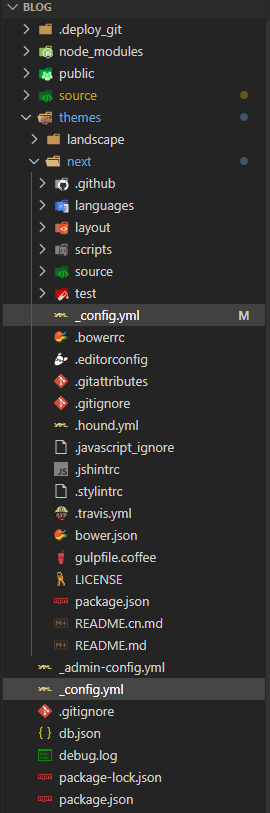 BLOG
.deploy_git
node_modules
public
source
themes
landscape
next
.github
languages
layout
scripts
source
test
_config.yml M
.bowerrc
.editorconfig
.gitattributes
.gitignore
.hound.yml
.javascript_ignore
.jshintrc
.stylintrc
.travis.yml
bower.json
gulpfile.coffee
LICENSE
package.json
README.cn.md
README.md
_admin-config.yml
_config.yml
.gitignore
db.json
debug.log
package-lock.json
package.json